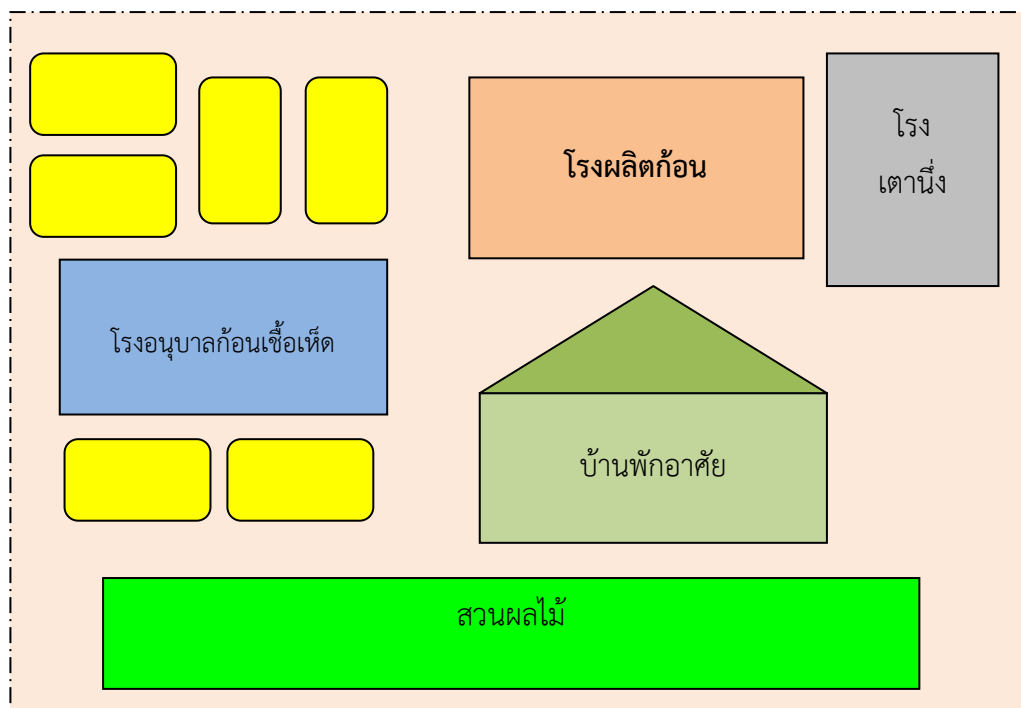 โรงผลิตก้อน
โรง
เตานึ่ง
โรงอนุบาลก้อนเชื้อเห็ด
บ้านพักอาศัย
สวนผลไม้